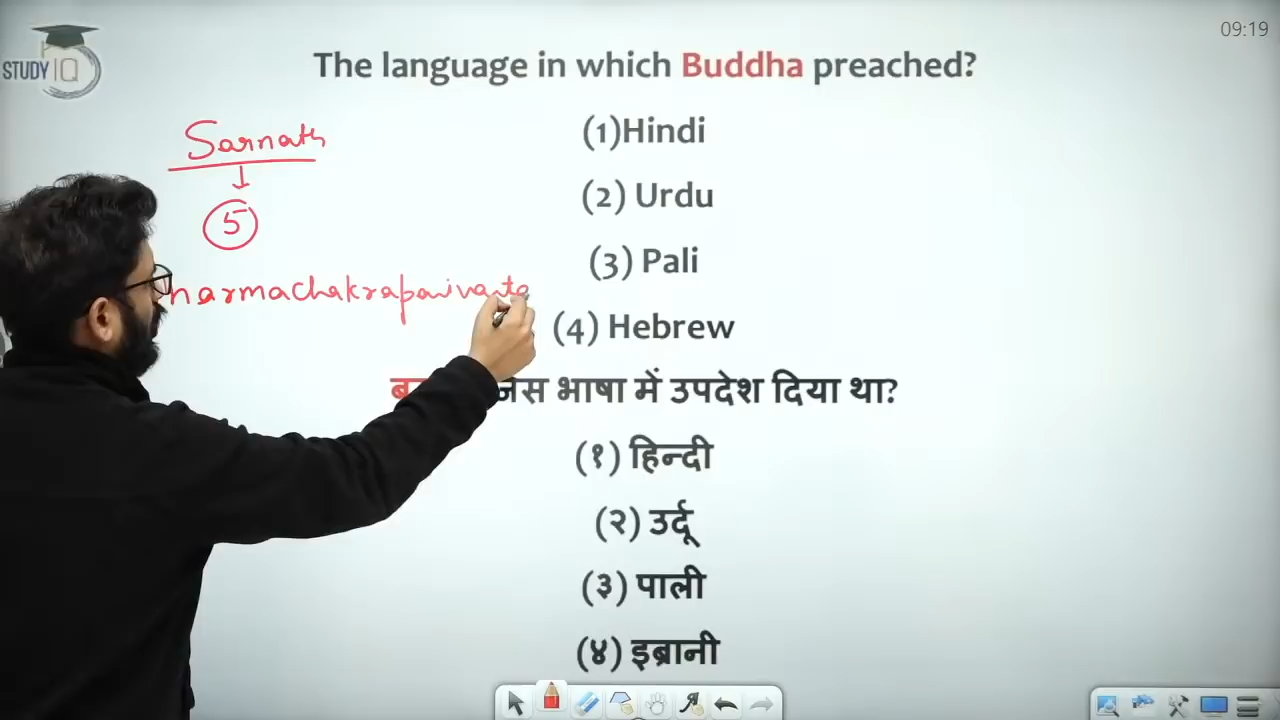 STUDY IQ
09:19
The language in which Buddha preached?
Sarnath
(1)Hindi
(2) Urdu
5
(3) Pali
harmachakraparivarta
(4) Hebrew
जिस भाषा में उपदेश दिया था?
(१) हिन्दी
(२) उर्दू
(३) पाली
(४) इब्रानी